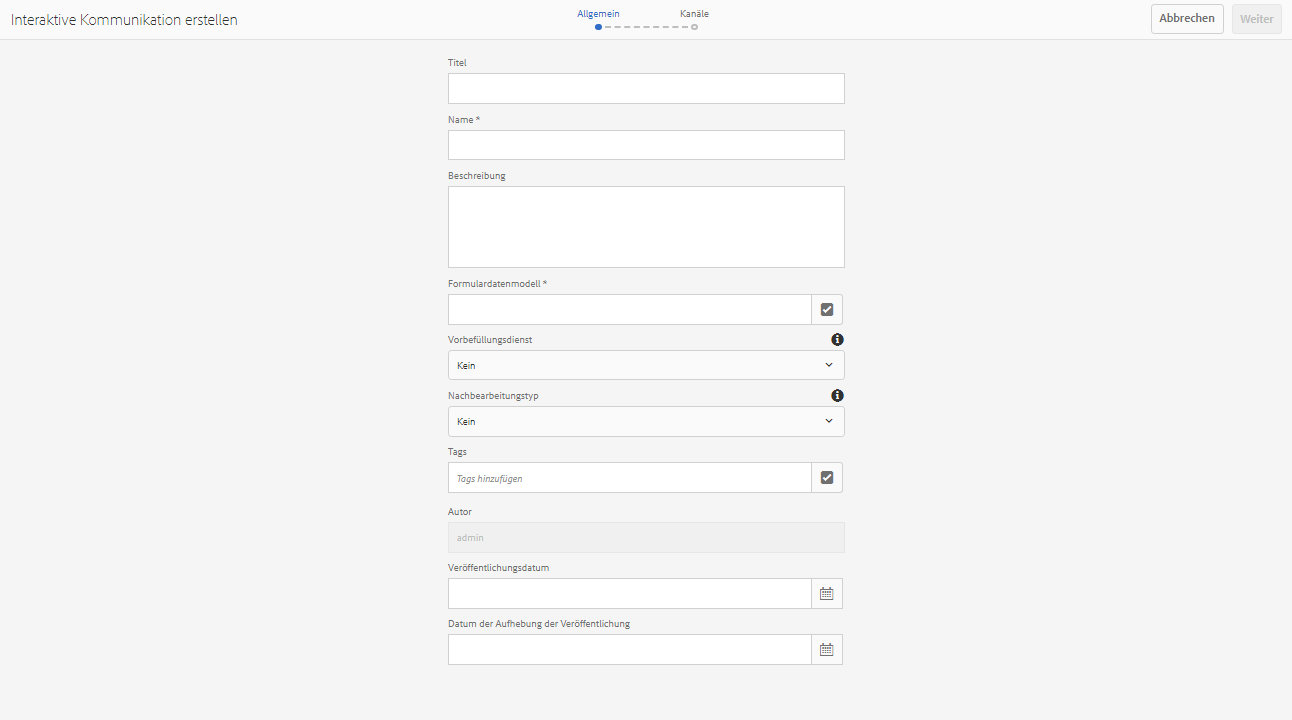 Interaktive Kommunikation erstellen
Allgemein
Kanäle
Abbrechen
Weiter
Titel
Name *
Beschreibung
Formulardatenmodell *
Vorbefüllungsdienst
Kein
Nachbearbeitungstyp
Kein
Tags
Tags hinzufügen
Autor
admin
Veröffentlichungsdatum
Datum der Aufhebung der Veröffentlichung